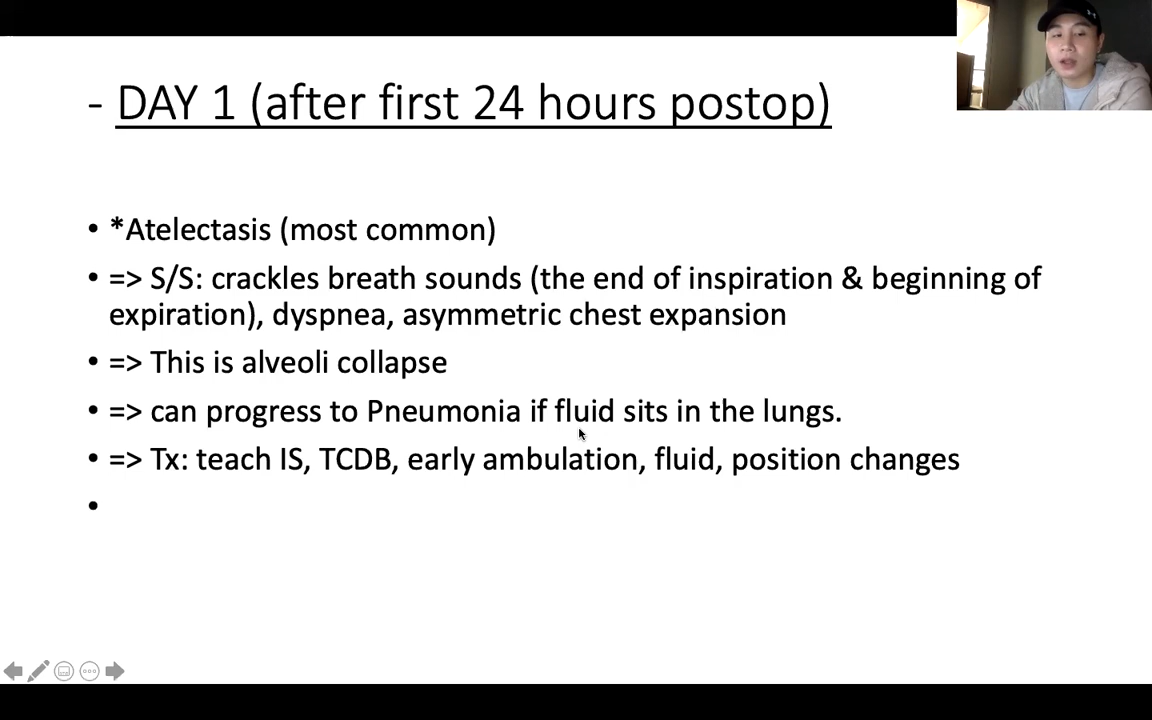 - DAY 1 (after first 24 hours postop)
• *Atelectasis (most common)
• => S/S: crackles breath sounds (the end of inspiration & beginning of
expiration), dyspnea, asymmetric chest expansion
• => This is alveoli collapse
• => can progress to Pneumonia if fluid sits in the lungs.
• => Tx: teach IS, TCDB, early ambulation, fluid, position changes
•